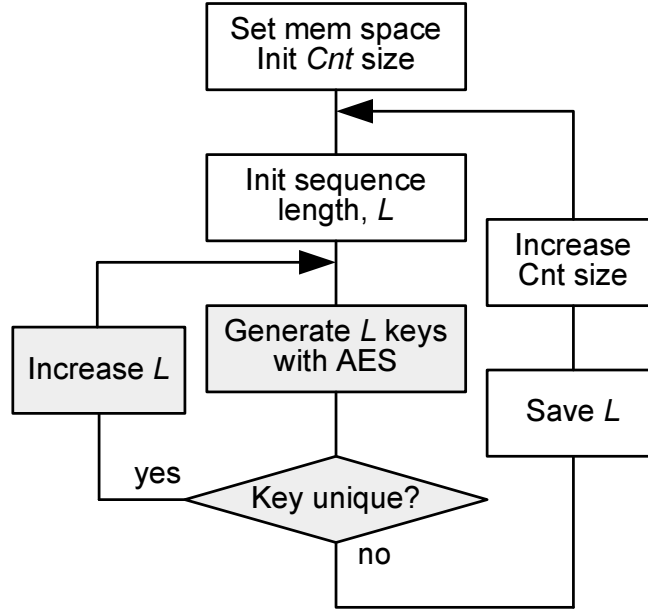 Set mem space
Init Cnt size
Init sequence
length, L
Increase
Cnt size
Generate L keys
with AES
Increase L
Save L
yes
Key unique?
no